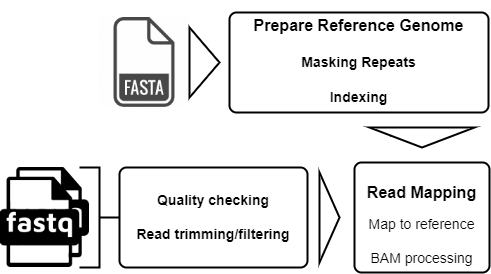 FASTA
Prepare Reference Genome
Masking Repeats
Indexing
fastq
Quality checking
Read trimming/filtering
Read Mapping
Map to reference
BAM processing